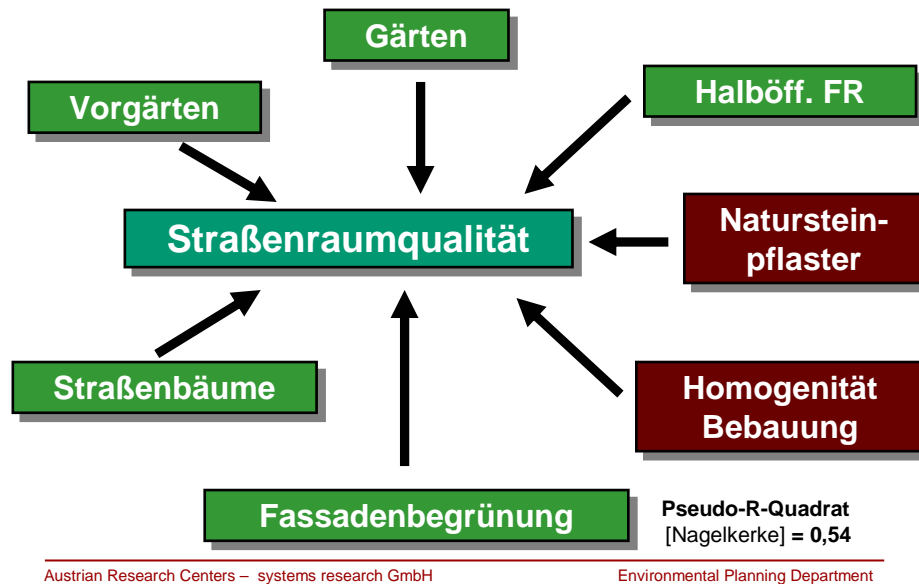 Gärten
Vorgärten
Halböff. FR
Straßenraumqualität
Naturstein-
pflaster
Straßenbäume
Homogenität
Bebauung
Fassadenbegrünung
Pseudo-R-Quadrat
[Nagelkerke] = 0,54
Austrian Research Centers – systems research GmbH
Environmental Planning Department